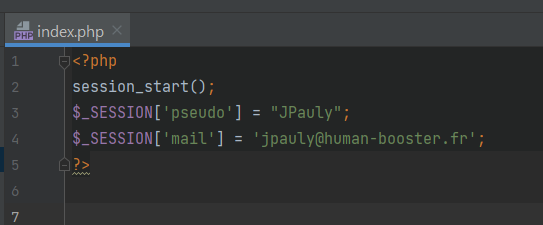 PHP index.php
1 <?php
2 session_start();
3 $_SESSION['pseudo'] = "JPauly";
4 $_SESSION['mail'] = 'jpauly@human-booster.fr';
5 ?>
6
7